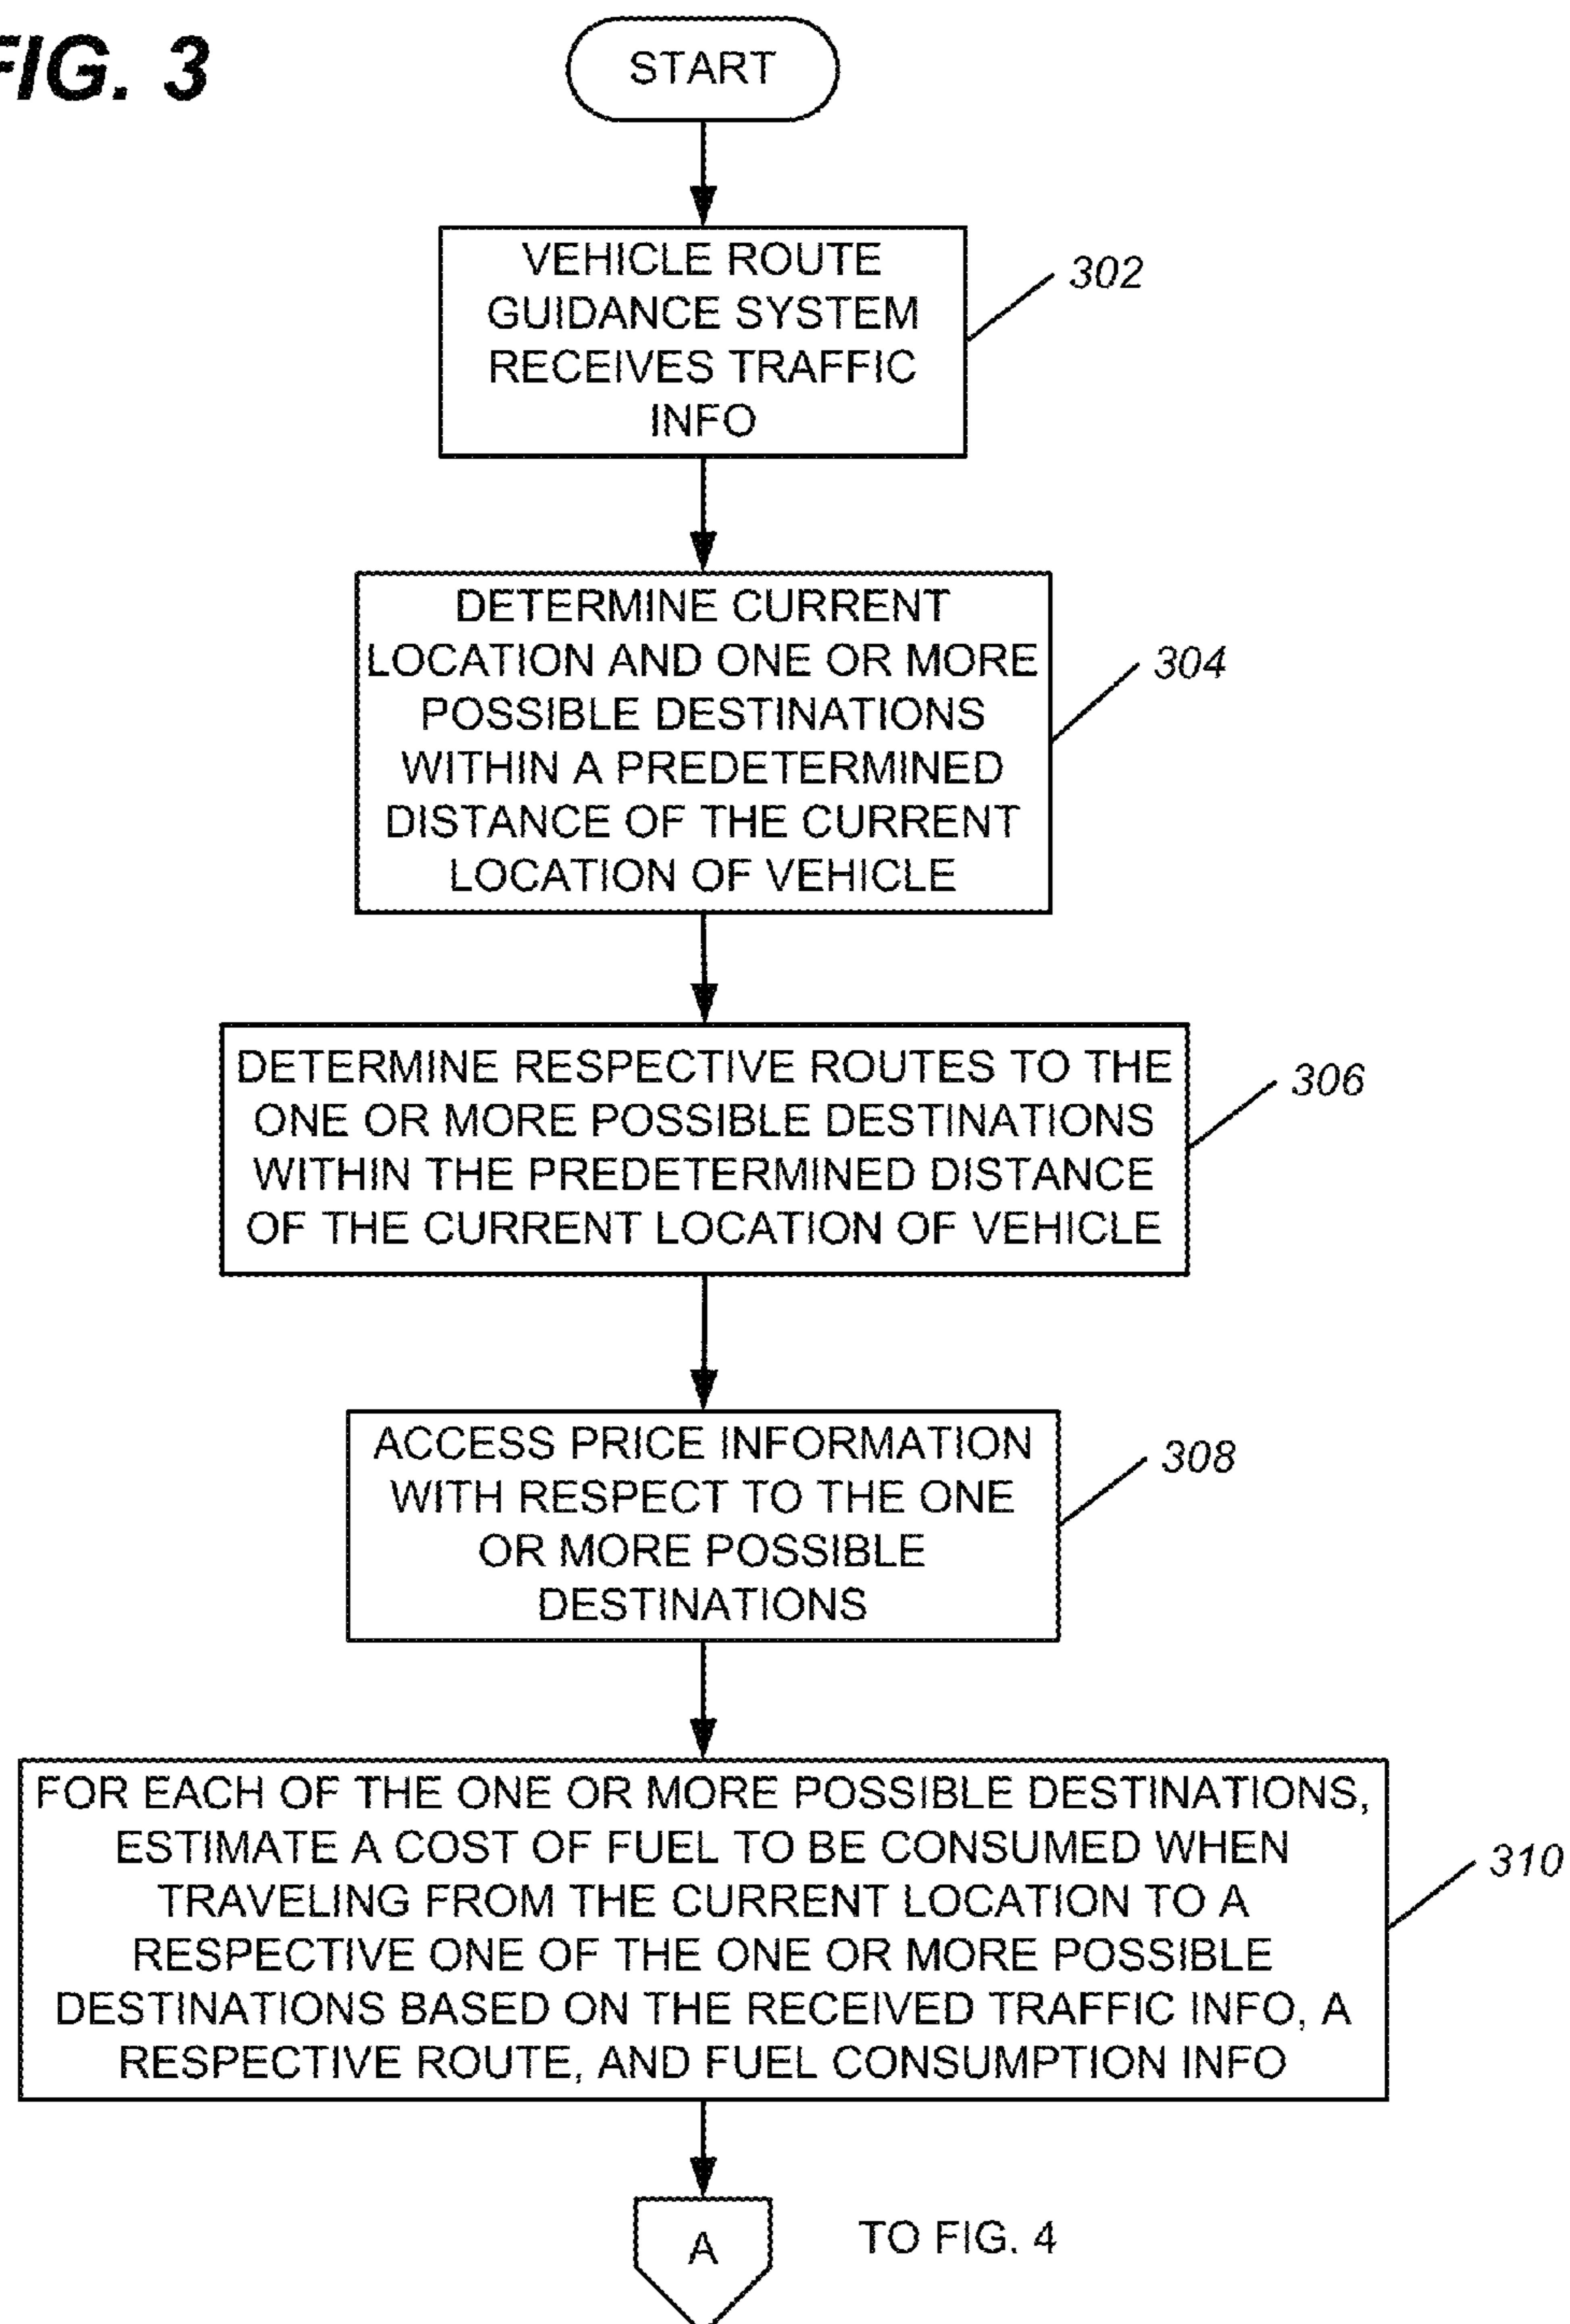 FIG. 3
START
VEHICLE ROUTE
GUIDANCE SYSTEM
RECEIVES TRAFFIC
INFO
302
DETERMINE CURRENT
LOCATION AND ONE OR MORE
POSSIBLE DESTINATIONS
WITHIN A PREDETERMINED
DISTANCE OF THE CURRENT
LOCATION OF VEHICLE
304
DETERMINE RESPECTIVE ROUTES TO THE
ONE OR MORE POSSIBLE DESTINATIONS
WITHIN THE PREDETERMINED DISTANCE
OF THE CURRENT LOCATION OF VEHICLE
306
ACCESS PRICE INFORMATION
WITH RESPECT TO THE ONE
OR MORE POSSIBLE
DESTINATIONS
308
FOR EACH OF THE ONE OR MORE POSSIBLE DESTINATIONS,
ESTIMATE A COST OF FUEL TO BE CONSUMED WHEN
TRAVELING FROM THE CURRENT LOCATION TO A
RESPECTIVE ONE OF THE ONE OR MORE POSSIBLE
DESTINATIONS BASED ON THE RECEIVED TRAFFIC INFO, A
RESPECTIVE ROUTE, AND FUEL CONSUMPTION INFO
310
A
TO FIG. 4